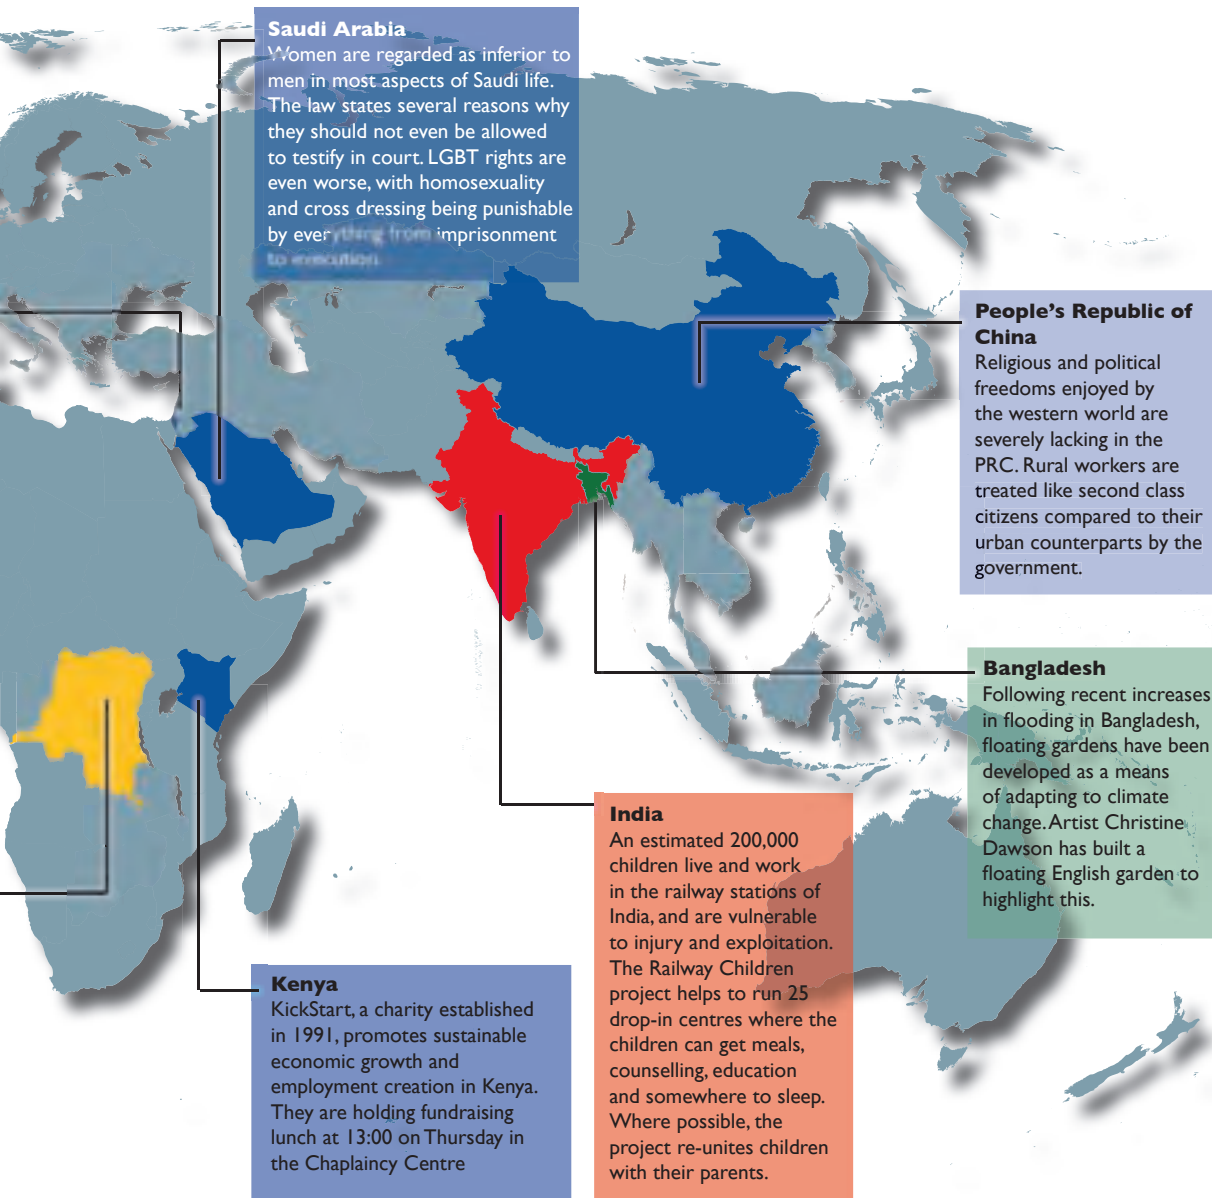 Saudi Arabia
Women are regarded as inferior to
men in most aspects of Saudi life.
The law states several reasons why
they should not even be allowed
to testify in court. LGBT rights are
even worse, with homosexuality
and cross dressing being punishable
by everything from imprisonment
to execution.
People's Republic of
China
Religious and political
freedoms enjoyed by
the western world are
severely lacking in the
PRC. Rural workers are
treated like second class
citizens compared to their
urban counterparts by the
government.
Bangladesh
Following recent increases
in flooding in Bangladesh,
floating gardens have been
developed as a means
of adapting to climate
change. Artist Christine
Dawson has built a
floating English garden to
highlight this.
India
An estimated 200,000
children live and work
in the railway stations of
India, and are vulnerable
to injury and exploitation.
The Railway Children
project helps to run 25
drop-in centres where the
children can get meals,
counselling, education
and somewhere to sleep.
Where possible, the
project re-unites children
with their parents.
Kenya
KickStart, a charity established
in 1991, promotes sustainable
economic growth and
employment creation in Kenya.
They are holding fundraising
lunch at 13:00 on Thursday in
the Chaplaincy Centre